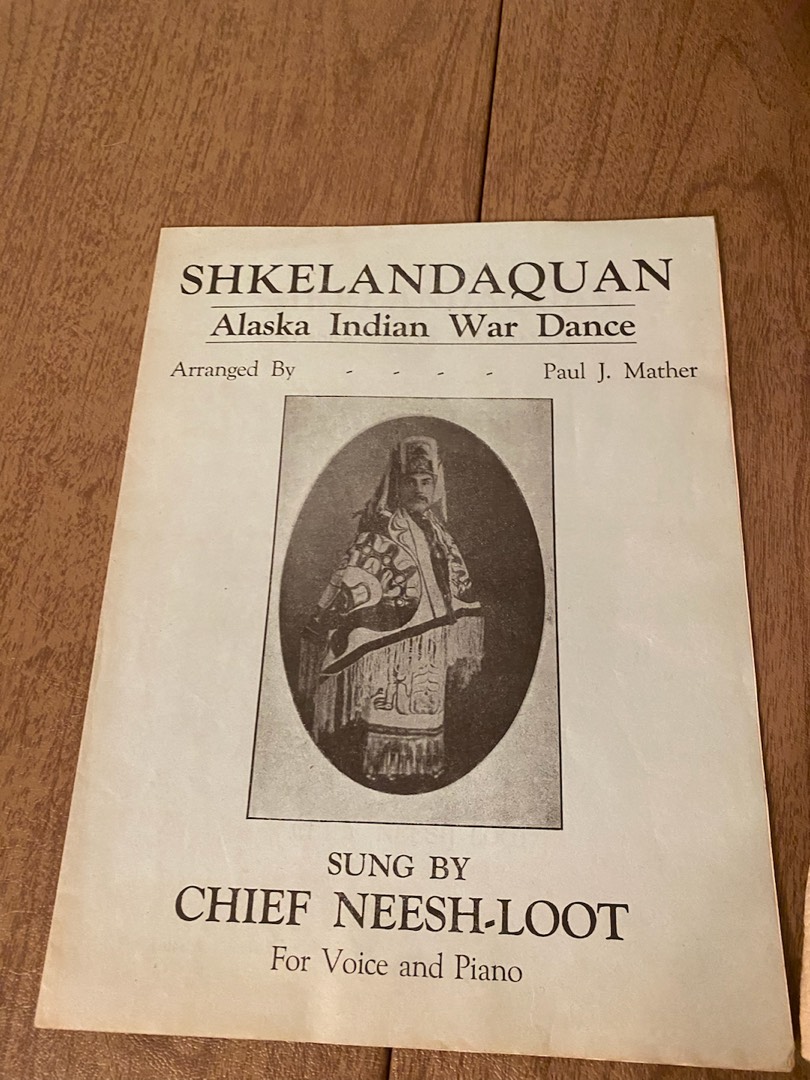 SHKELANDAQUAN
Alaska Indian War Dance
Arranged By - - - - Paul J. Mather
SUNG BY
CHIEF NEESH-LOOT
For Voice and Piano